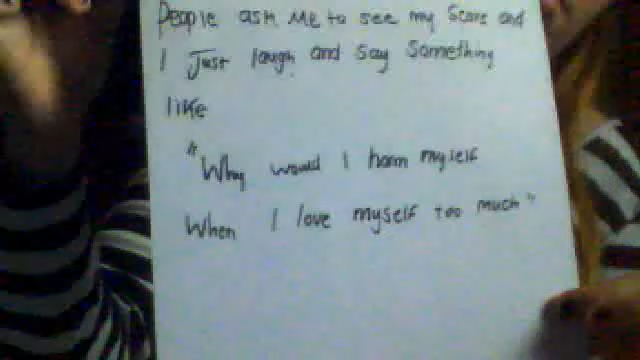 People ask me to see my scars and
I Just laugh and say something
like
"Why would I harm myself
When I love myself too much"